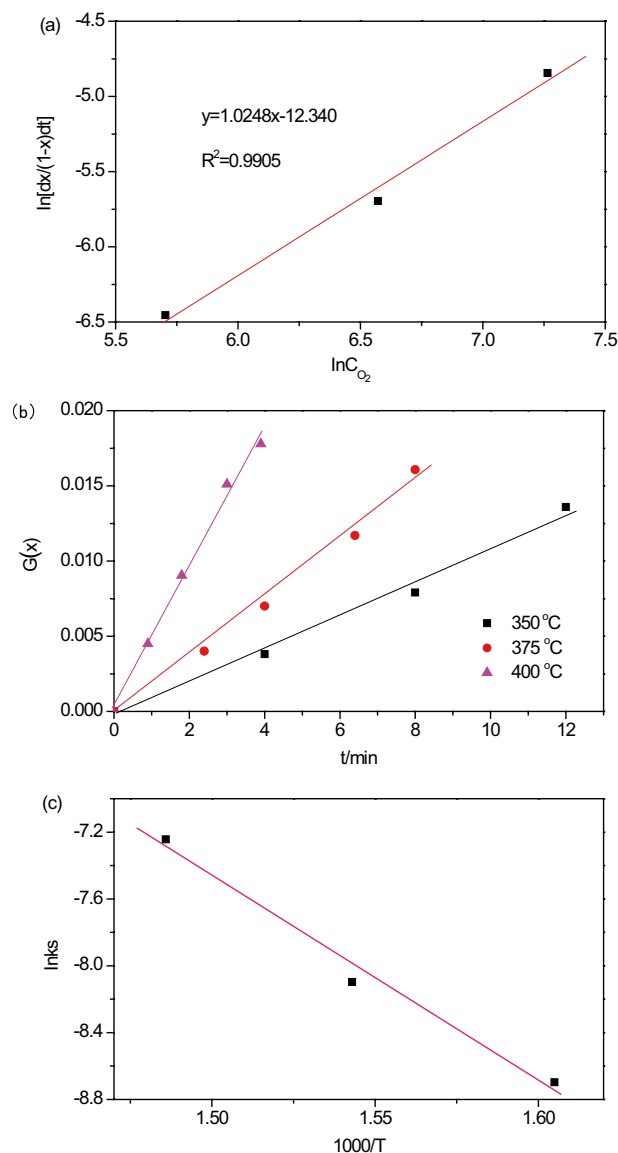 (a)
-4.5
-5.0
-5.5
-6.0
-6.5
ln[dx/(1-x)dt]
y=1.0248x-12.340
R²=0.9905
5.5 6.0 6.5 7.0 7.5
lnC_O₂
(b)
0.020
0.015
0.010
0.005
0.000
G(x)
350 °C
375 °C
400 °C
0 2 4 6 8 10 12
t/min
(c)
-7.2
-7.6
-8.0
-8.4
-8.8
lnks
1.50 1.55 1.60
1000/T